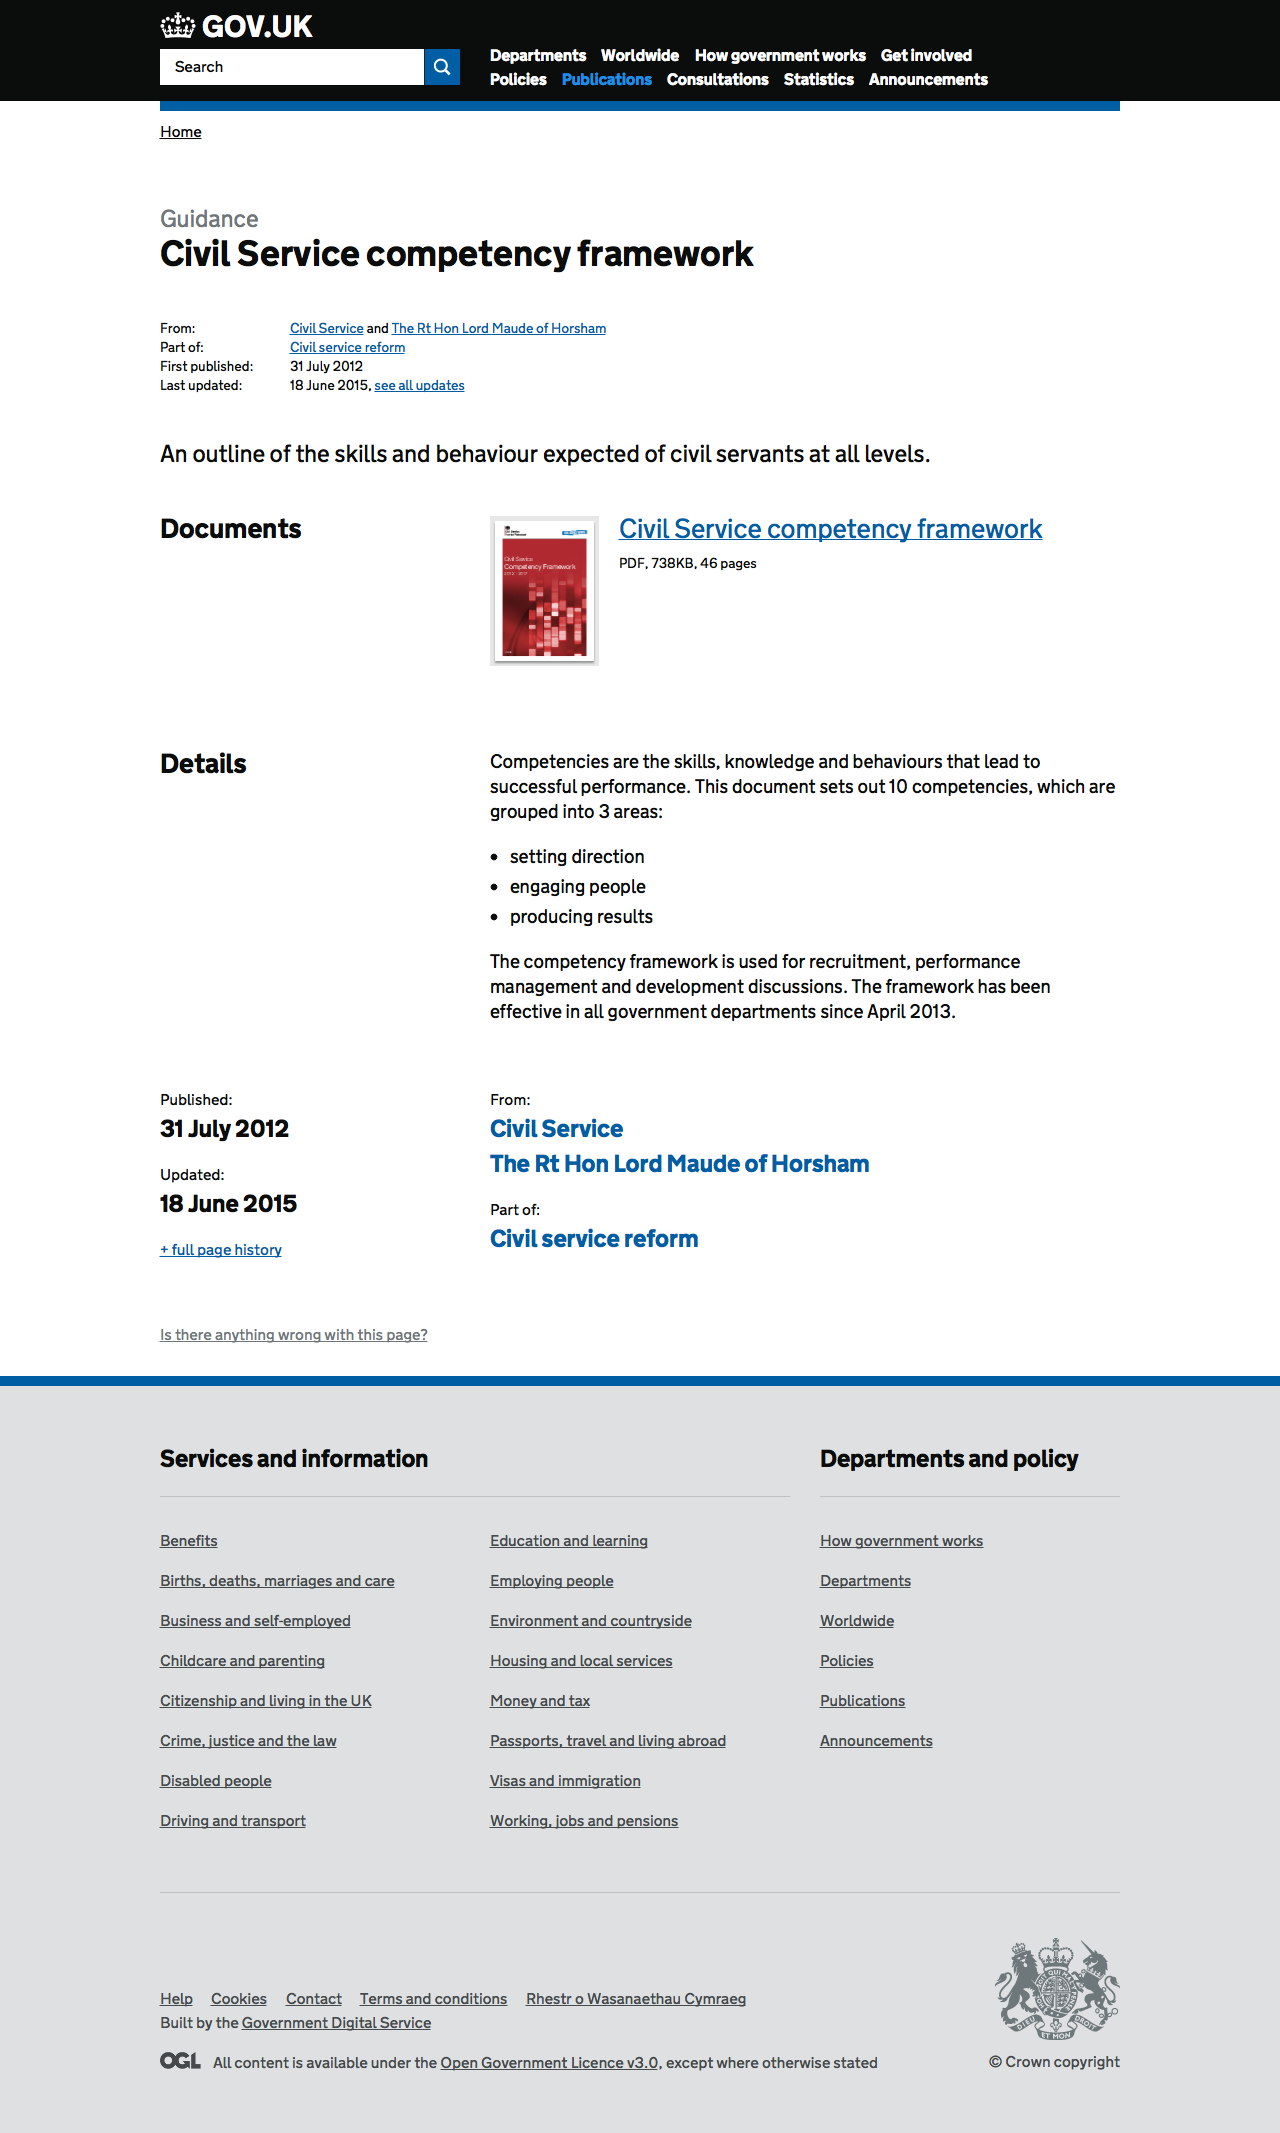 GOV.UK
Search
Departments Worldwide How government works Get involved
Policies Publications Consultations Statistics Announcements
Home
Guidance
Civil Service competency framework
From: Civil Service and The Rt Hon Lord Maude of Horsham
Part of: Civil service reform
First published: 31 July 2012
Last updated: 18 June 2015, see all updates
An outline of the skills and behaviour expected of civil servants at all levels.
Documents
Civil Service
Competency Framework
Civil Service competency framework
PDF, 738KB, 46 pages
Details
Competencies are the skills, knowledge and behaviours that lead to
successful performance. This document sets out 10 competencies, which are
grouped into 3 areas:
• setting direction
• engaging people
• producing results
The competency framework is used for recruitment, performance
management and development discussions. The framework has been
effective in all government departments since April 2013.
Published:
31 July 2012
Updated:
18 June 2015
+ full page history
From:
Civil Service
The Rt Hon Lord Maude of Horsham
Part of:
Civil service reform
Is there anything wrong with this page?
Services and information
Benefits
Births, deaths, marriages and care
Business and self-employed
Childcare and parenting
Citizenship and living in the UK
Crime, justice and the law
Disabled people
Driving and transport
Education and learning
Employing people
Environment and countryside
Housing and local services
Money and tax
Passports, travel and living abroad
Visas and immigration
Working, jobs and pensions
Departments and policy
How government works
Departments
Worldwide
Policies
Publications
Announcements
Help Cookies Contact Terms and conditions Rhestr o Wasanaethau Cymraeg
Built by the Government Digital Service
OGL All content is available under the Open Government Licence v3.0, except where otherwise stated
DIEU ET MON DROIT
© Crown copyright